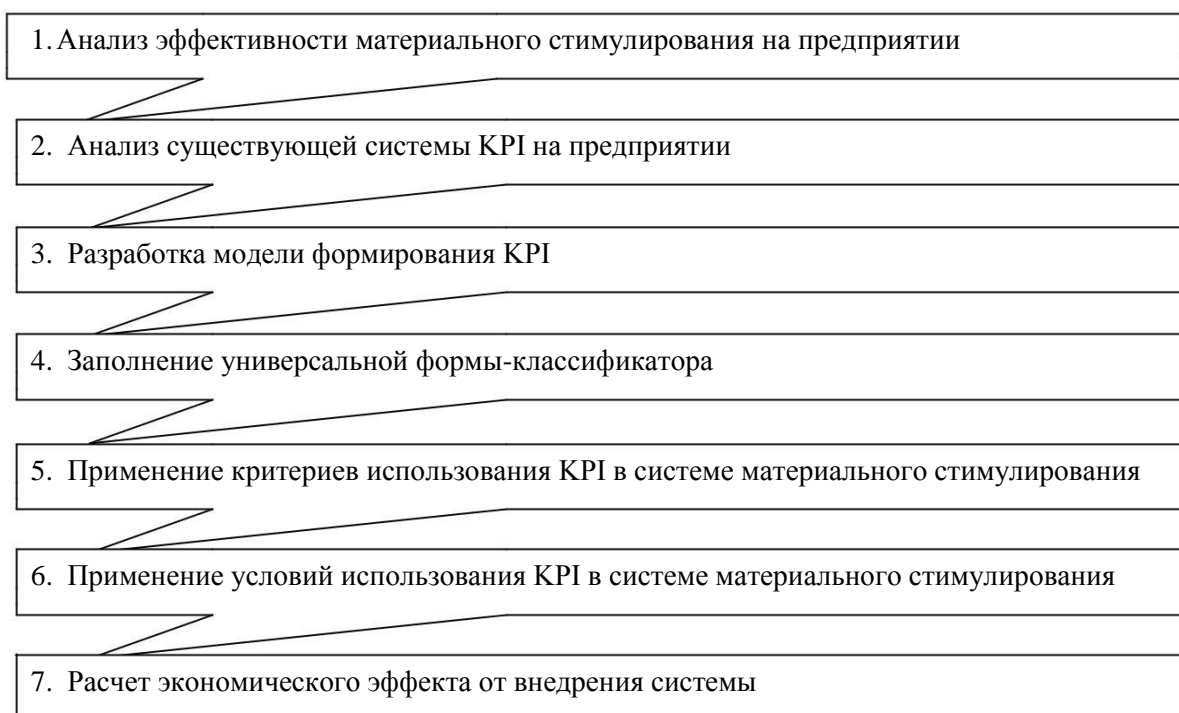 1. Анализ эффективности материального стимулирования на предприятии
2. Анализ существующей системы KPI на предприятии
3. Разработка модели формирования KPI
4. Заполнение универсальной формы-классификатора
5. Применение критериев использования KPI в системе материального стимулирования
6. Применение условий использования KPI в системе материального стимулирования
7. Расчет экономического эффекта от внедрения системы